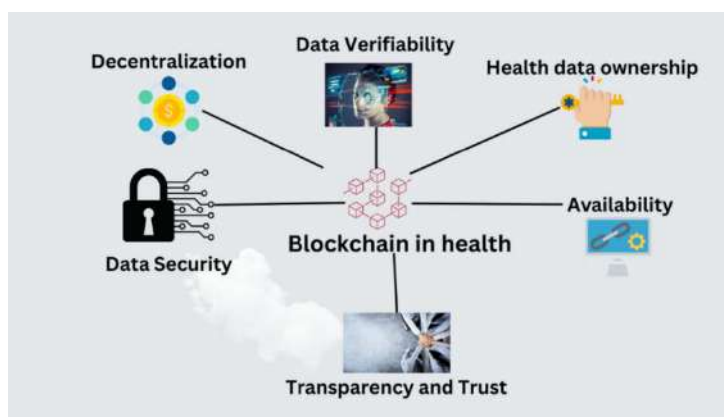 Data Verifiability
Decentralization
Health data ownership
Availability
Blockchain in health
Data Security
Transparency and Trust